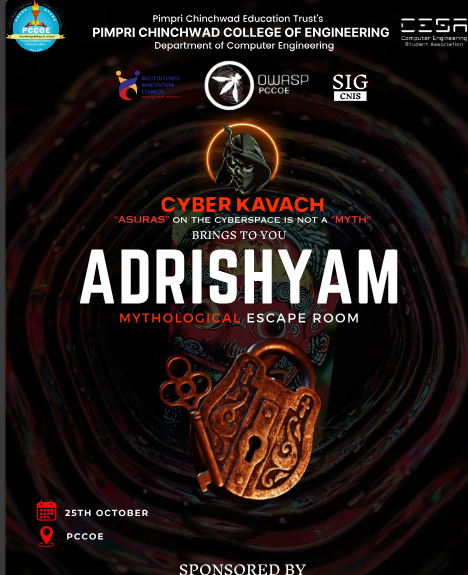 Pimpri Chinchwad Education Trust's
PIMPRI CHINCHWAD COLLEGE OF ENGINEERING
Department of Computer Engineering
PCCOE
CESA
Computer Engineering
Student Association
INSTITUTION'S
INNOVATION
COUNCIL
OWASP
PCCOE
SIG
CNIS
CYBER KAVACH
"ASURAS" ON THE CYBERSPACE IS NOT A "MYTH"
BRINGS TO YOU
ADRISHYAM
MYTHOLOGICAL ESCAPE ROOM
25TH OCTOBER
PCCOE
SPONSORED BY